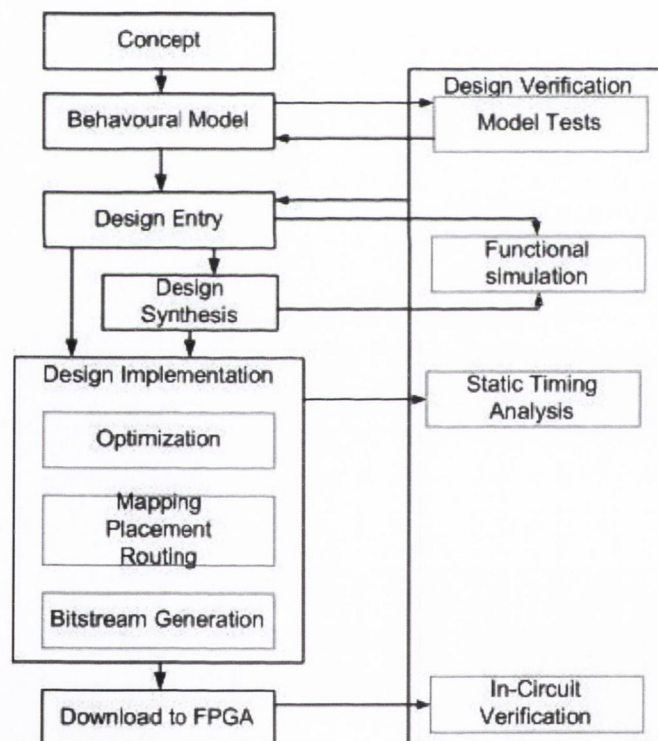 Concept
Behavoural Model
Design Entry
Design
Synthesis
Design Implementation
Optimization
Mapping
Placement
Routing
Bitstream Generation
Download to FPGA
Design Verification
Model Tests
Functional
simulation
Static Timing
Analysis
In-Circuit
Verification